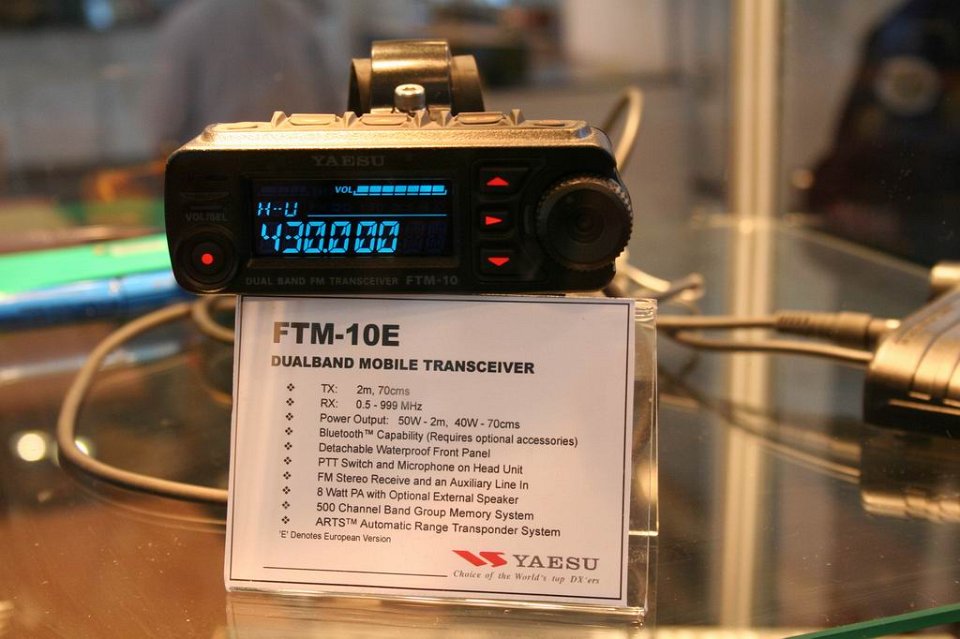 YAESU
VOL
VOL/SEL
H-U
430.000
DUAL BAND FM TRANSCEIVER FTM-10
FTM-10E
DUALBAND MOBILE TRANSCEIVER
❖ TX: 2m, 70cms
❖ RX: 0.5 - 999 MHz
❖ Power Output: 50W - 2m, 40W - 70cms
❖ Bluetooth™ Capability (Requires optional accessories)
❖ Detachable Waterproof Front Panel
❖ PTT Switch and Microphone on Head Unit
❖ FM Stereo Receive and an Auxiliary Line In
❖ 8 Watt PA with Optional External Speaker
❖ 500 Channel Band Group Memory System
❖ ARTS™ Automatic Range Transponder System
'E' Denotes European Version
YAESU
Choice of the World's top DX'ers